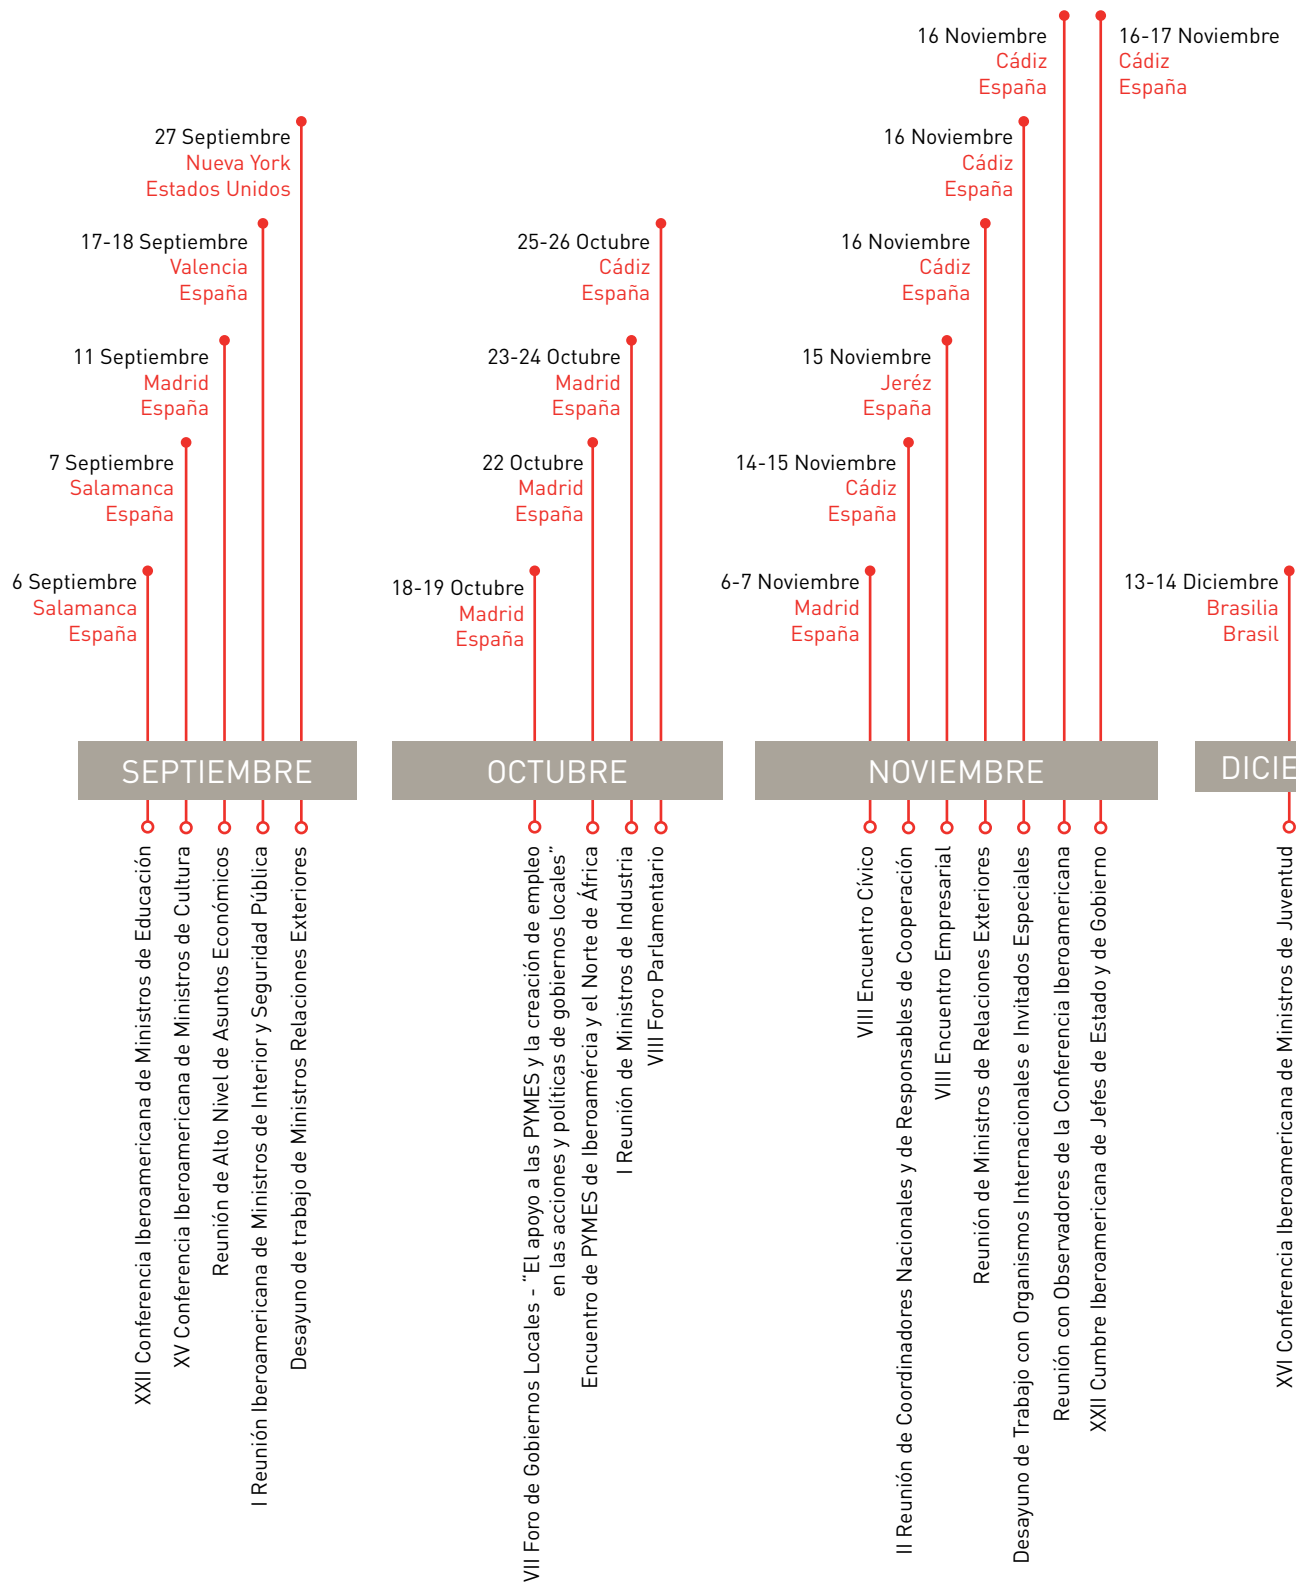 16 Noviembre
Cádiz
España
16-17 Noviembre
Cádiz
España
27 Septiembre
Nueva York
Estados Unidos
16 Noviembre
Cádiz
España
17-18 Septiembre
Valencia
España
25-26 Octubre
Cádiz
España
16 Noviembre
Cádiz
España
11 Septiembre
Madrid
España
23-24 Octubre
Madrid
España
15 Noviembre
Jeréz
España
7 Septiembre
Salamanca
España
22 Octubre
Madrid
España
14-15 Noviembre
Cádiz
España
6 Septiembre
Salamanca
España
18-19 Octubre
Madrid
España
6-7 Noviembre
Madrid
España
13-14 Diciembre
Brasilia
Brasil
SEPTIEMBRE
OCTUBRE
NOVIEMBRE
DICIE
XXII Conferencia Iberoamericana de Ministros de Educación
XV Conferencia Iberoamericana de Ministros de Cultura
Reunión de Alto Nivel de Asuntos Económicos
I Reunión Iberoamericana de Ministros de Interior y Seguridad Pública
Desayuno de trabajo de Ministros Relaciones Exteriores
VII Foro de Gobiernos Locales - "El apoyo a las PYMES y la creación de empleo
en las acciones y políticas de gobiernos locales"
Encuentro de PYMES de Iberoamércia y el Norte de África
I Reunión de Ministros de Industria
VIII Foro Parlamentario
VIII Encuentro Cívico
II Reunión de Coordinadores Nacionales y de Responsables de Cooperación
VIII Encuentro Empresarial
Reunión de Ministros de Relaciones Exteriores
Desayuno de Trabajo con Organismos Internacionales e Invitados Especiales
Reunión con Observadores de la Conferencia Iberoamericana
XXII Cumbre Iberoamericana de Jefes de Estado y de Gobierno
XVI Conferencia Iberoamericana de Ministros de Juventud